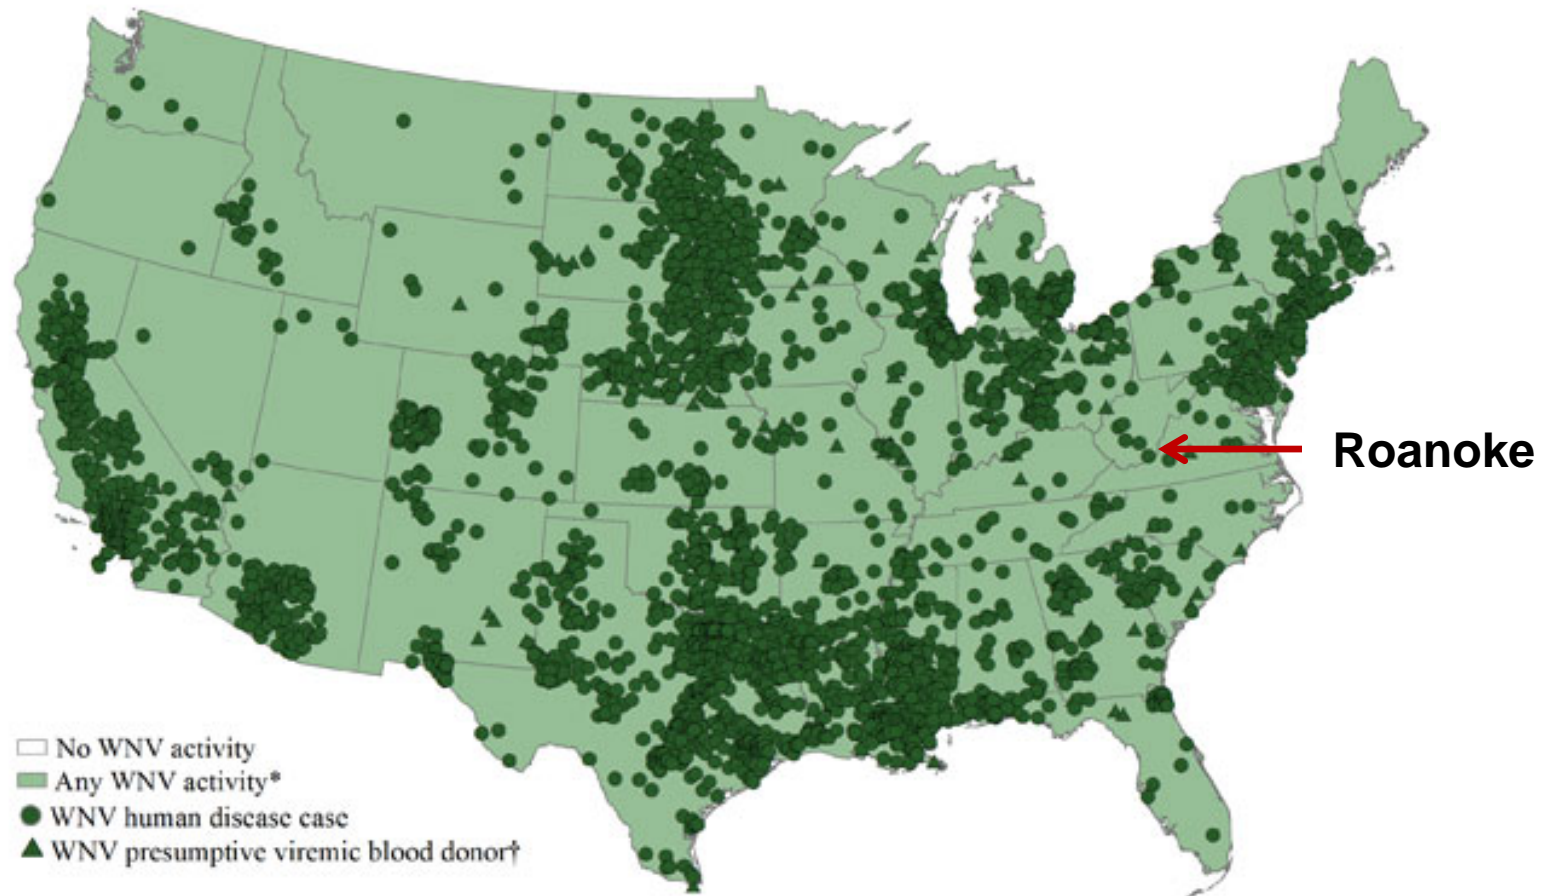 Roanoke
No WNV activity
Any WNV activity*
WNV human disease case
WNV presumptive viremic blood donor†